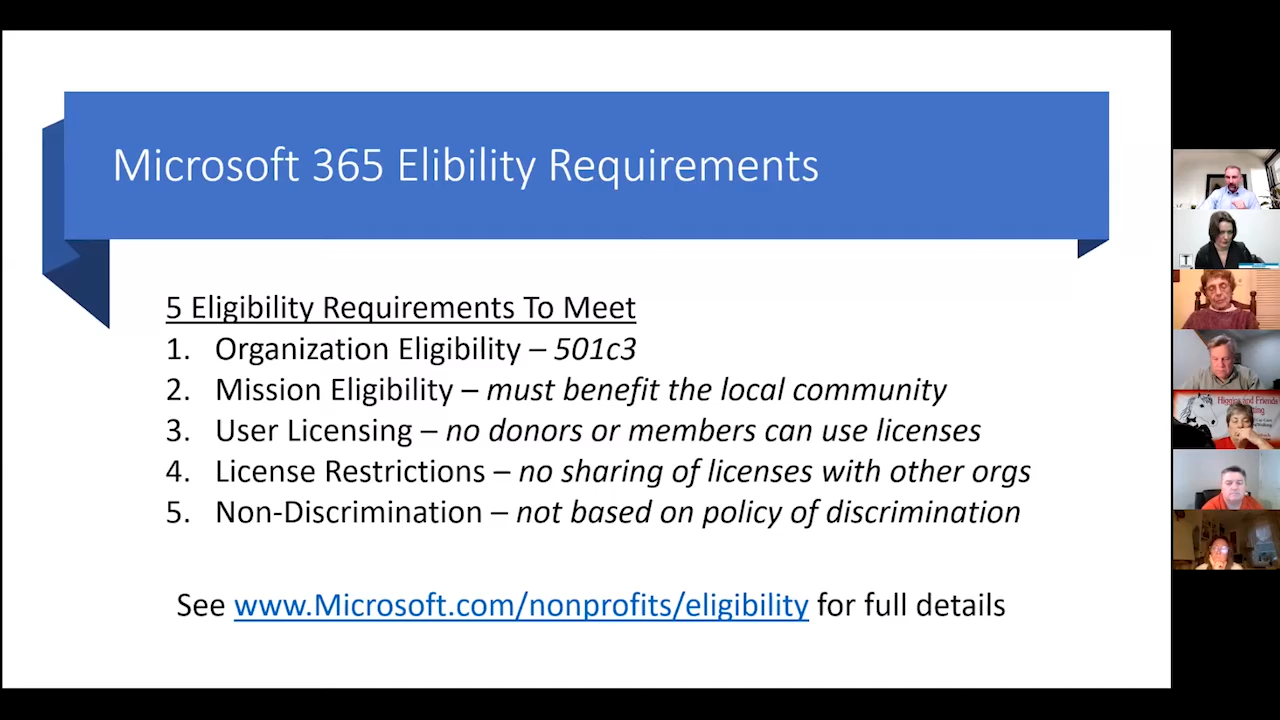 Microsoft 365 Elibility Requirements
5 Eligibility Requirements To Meet
1. Organization Eligibility – 501c3
2. Mission Eligibility – must benefit the local community
3. User Licensing – no donors or members can use licenses
4. License Restrictions – no sharing of licenses with other orgs
5. Non-Discrimination – not based on policy of discrimination
See www.Microsoft.com/nonprofits/eligibility for full details
Higgins and Friends
T